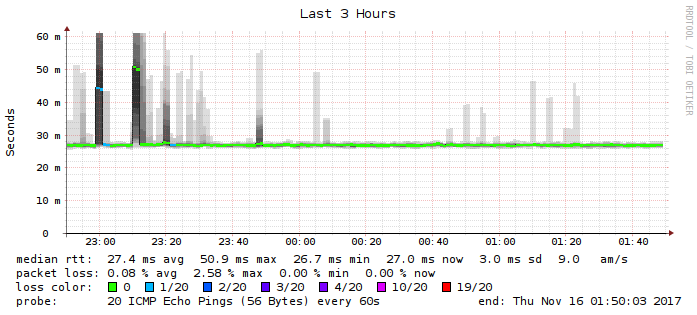 Last 3 Hours
RRDTOOL / TOBI OETIKER
Seconds
60 m
50 m
40 m
30 m
20 m
10 m
0
23:00 23:20 23:40 00:00 00:20 00:40 01:00 01:20 01:40
median rtt: 27.4 ms avg 50.9 ms max 26.7 ms min 27.0 ms now 3.0 ms sd 9.0 am/s
packet loss: 0.08 % avg 2.58 % max 0.00 % min 0.00 % now
loss color: 0 1/20 2/20 3/20 4/20 10/20 19/20
probe: 20 ICMP Echo Pings (56 Bytes) every 60s end: Thu Nov 16 01:50:03 2017